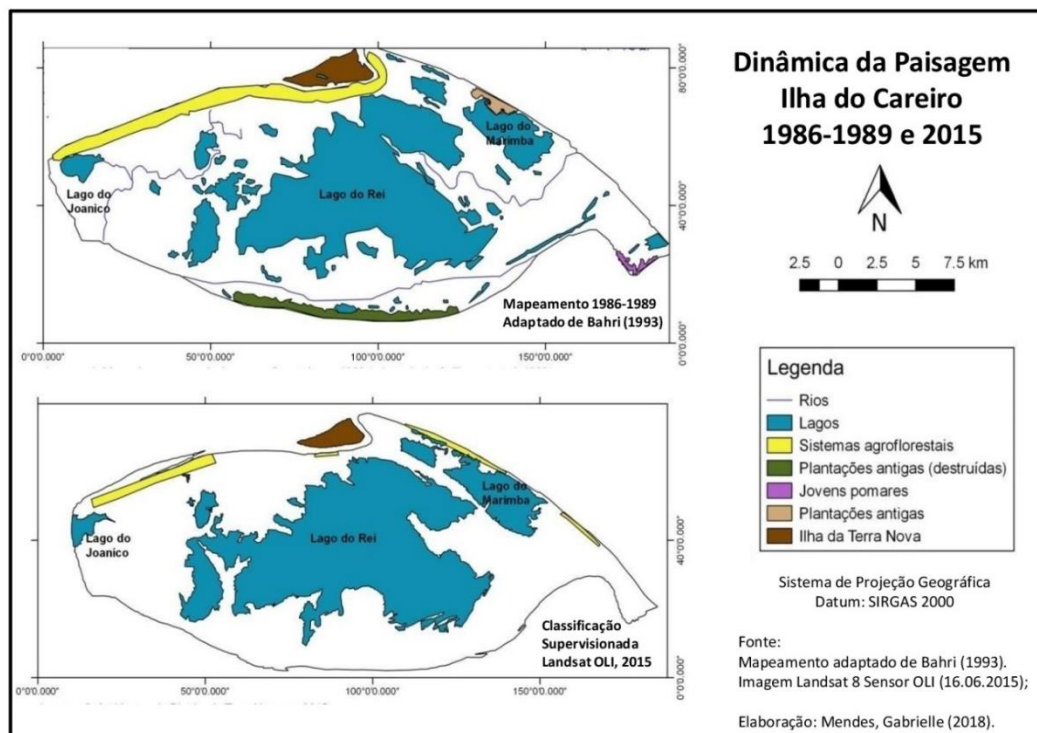 Dinâmica da Paisagem
Ilha do Careiro
1986-1989 e 2015
N
2.5 0 2.5 5 7.5 km
Lago do
Marimba
Lago do Rei
Lago do
Joanico
Mapeamento 1986-1989
Adaptado de Bahri (1993)
80°0'0.000"
40°0'0.000"
0°0'0.000"
0°0'0.000" 50°0'0.000" 100°0'0.000" 150°0'0.000"
Lago do
Marimba
Lago do Rei
Lago do
Joanico
Classificação
Supervisionada
Landsat OLI, 2015
40°0'0.000"
0°0'0.000"
0°0'0.000" 50°0'0.000" 100°0'0.000" 150°0'0.000"
Legenda
Rios
Lagos
Sistemas agroflorestais
Plantações antigas (destruídas)
Jovens pomares
Plantações antigas
Ilha da Terra Nova
Sistema de Projeção Geográfica
Datum: SIRGAS 2000
Fonte:
Mapeamento adaptado de Bahri (1993).
Imagem Landsat 8 Sensor OLI (16.06.2015);
Elaboração: Mendes, Gabrielle (2018).